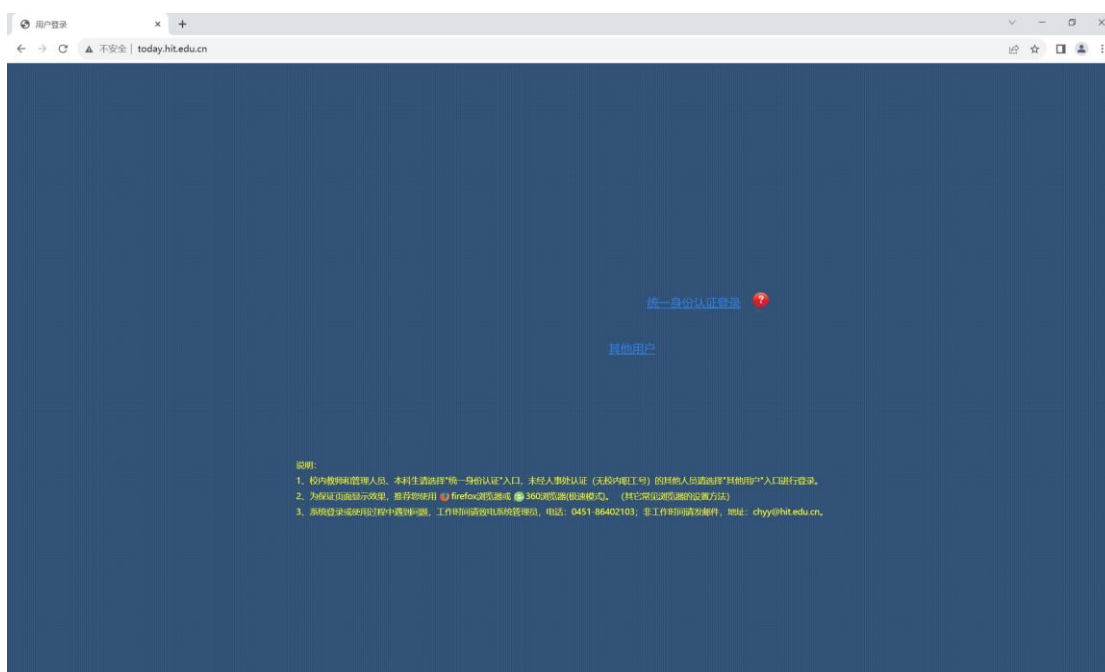 用户登录
不安全 | today.hit.edu.cn
统一身份认证登录
其他用户
说明：
1、校内教师和管理人员、本科生请选择"统一身份认证"入口，未经人事处认证（无校内职工号）的其他人员请选择"其他用户"入口进行登录。
2、为保证页面显示效果，推荐您使用 firefox浏览器或 360浏览器(极速模式)。（其它常见浏览器的设置方法）
3、系统登录或使用过程中遇到问题，工作时间请致电系统管理员，电话：0451-86402103；非工作时间请发邮件，地址：chyy@hit.edu.cn。